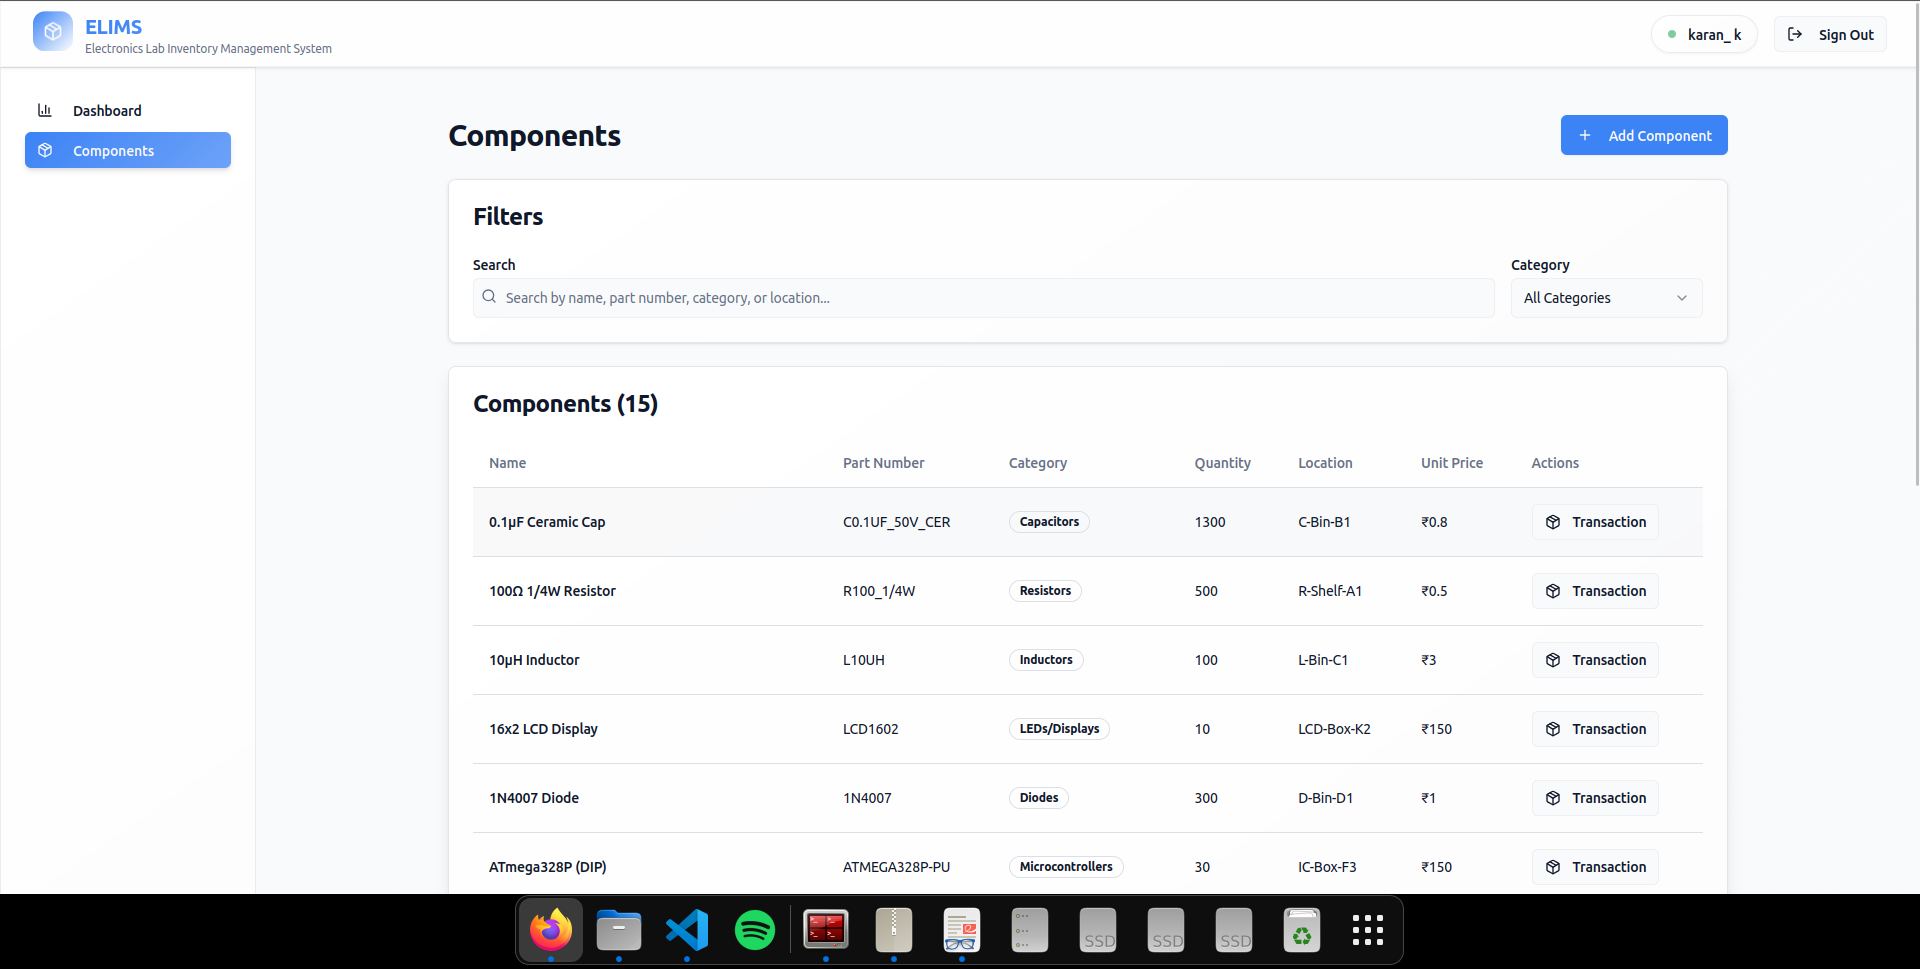 ELIMS
Electronics Lab Inventory Management System
karan_ k
Sign Out
Dashboard
Components
Components
+ Add Component
Filters
Search
Category
Search by name, part number, category, or location...
All Categories
Components (15)
Name Part Number Category Quantity Location Unit Price Actions
0.1µF Ceramic Cap C0.1UF_50V_CER Capacitors 1300 C-Bin-B1 ₹0.8 Transaction
100Ω 1/4W Resistor R100_1/4W Resistors 500 R-Shelf-A1 ₹0.5 Transaction
10µH Inductor L10UH Inductors 100 L-Bin-C1 ₹3 Transaction
16x2 LCD Display LCD1602 LEDs/Displays 10 LCD-Box-K2 ₹150 Transaction
1N4007 Diode 1N4007 Diodes 300 D-Bin-D1 ₹1 Transaction
ATmega328P (DIP) ATMEGA328P-PU Microcontrollers 30 IC-Box-F3 ₹150 Transaction
SSD SSD SSD